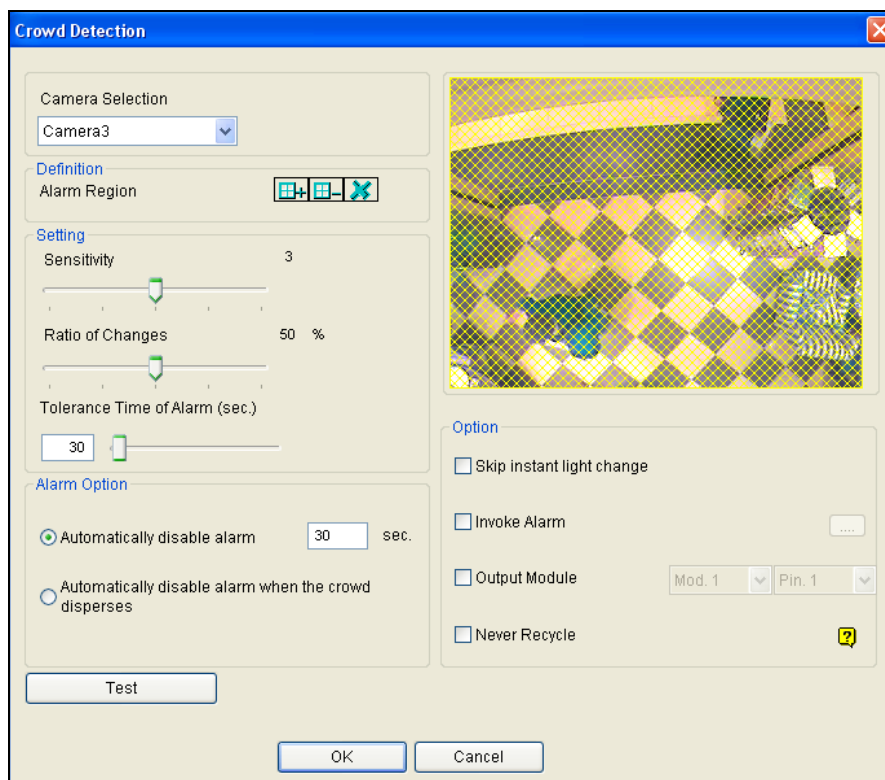 Crowd Detection
Camera Selection
Camera3
Definition
Alarm Region
Setting
Sensitivity 3
Ratio of Changes 50 %
Tolerance Time of Alarm (sec.)
30
Alarm Option
Automatically disable alarm 30 sec.
Automatically disable alarm when the crowd
disperses
Test
Option
Skip instant light change
Invoke Alarm ....
Output Module Mod. 1 Pin. 1
Never Recycle ?
OK Cancel